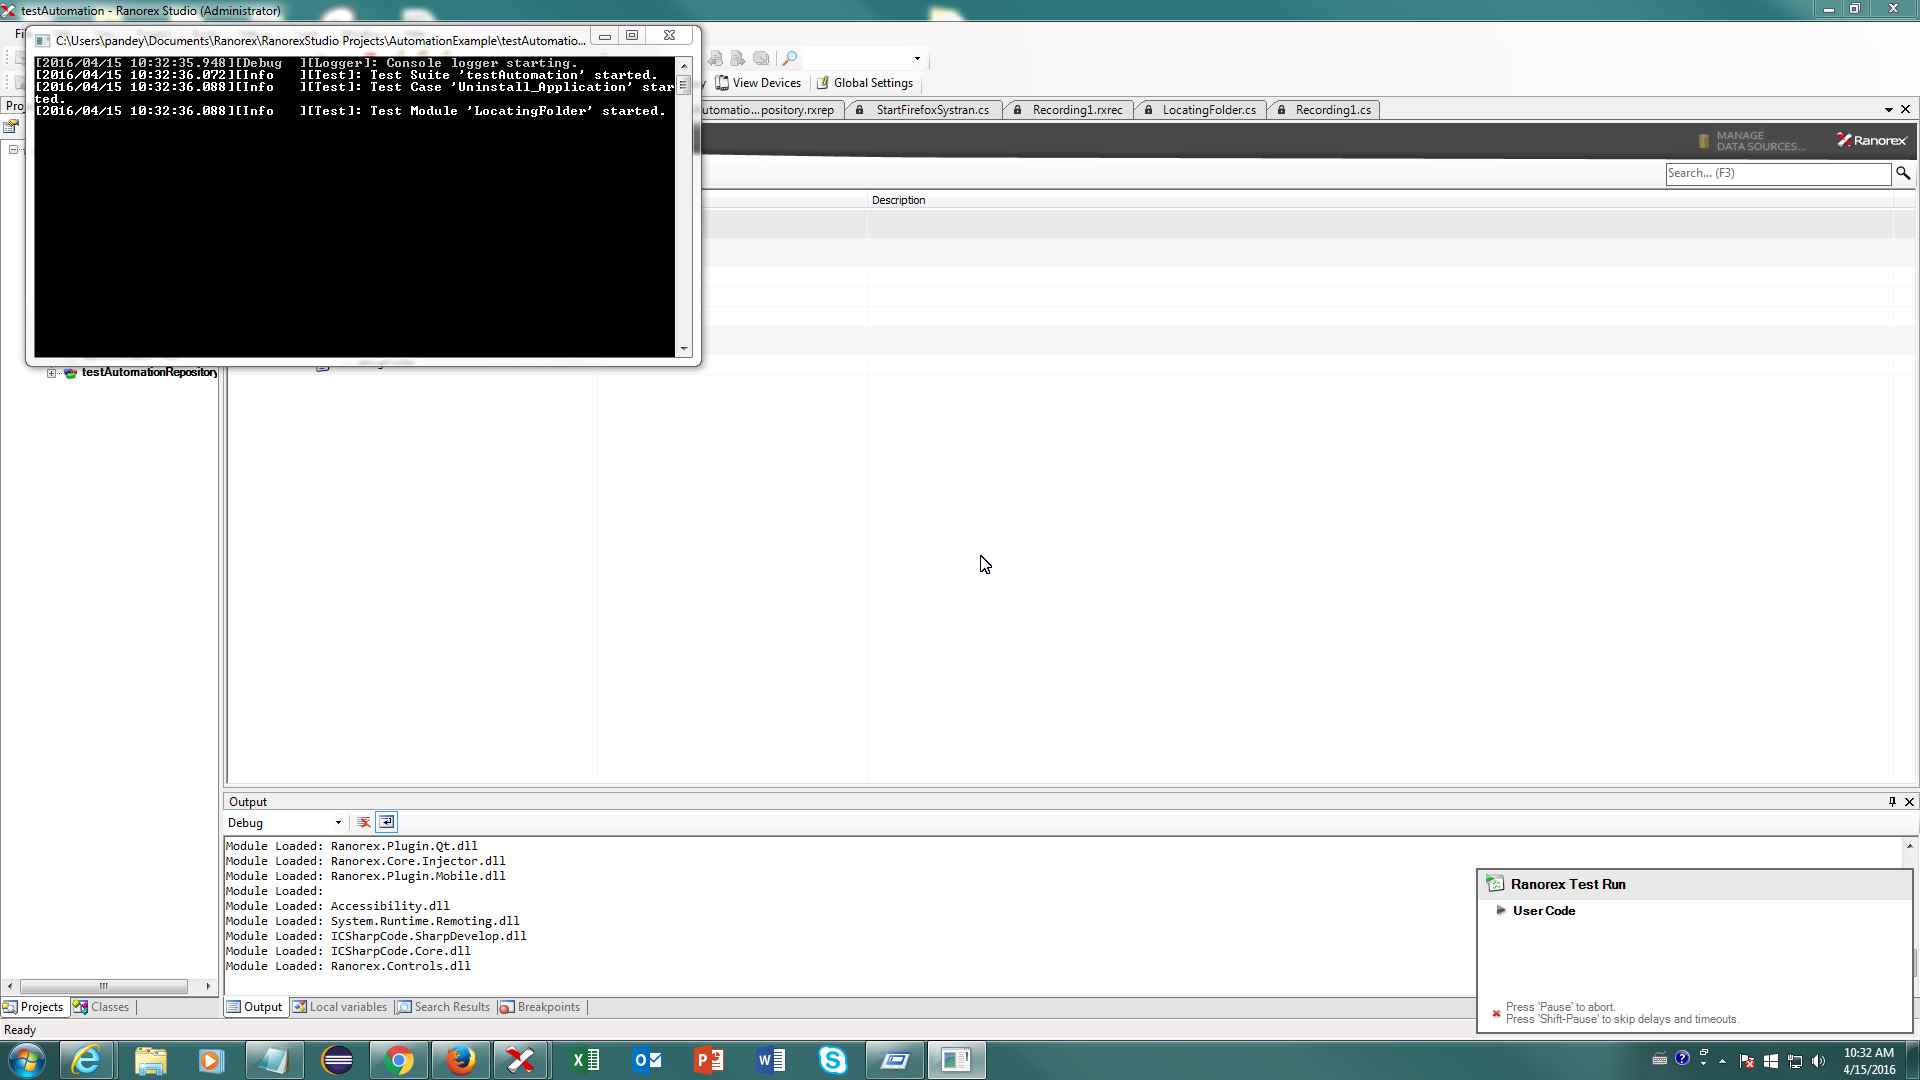 testAutomation - Ranorex Studio (Administrator)
C:\Users\pandey\Documents\Ranorex\RanorexStudio Projects\AutomationExample\testAutomatio...
[2016/04/15 10:32:35.948][Debug   ][Logger]: Console logger starting.
[2016/04/15 10:32:36.072][Info    ][Test]: Test Suite 'testAutomation' started.
[2016/04/15 10:32:36.088][Info    ][Test]: Test Case 'Uninstall_Application' star
ted.
[2016/04/15 10:32:36.088][Info    ][Test]: Test Module 'LocatingFolder' started.
View Devices
Global Settings
Pro
utomatio...pository.rxrep
StartFirefoxSystran.cs
Recording1.rxrec
LocatingFolder.cs
Recording1.cs
MANAGE
DATA SOURCES...
Ranorex
Search... (F3)
Description
testAutomationRepository
Output
Debug
Module Loaded: Ranorex.Plugin.Qt.dll
Module Loaded: Ranorex.Core.Injector.dll
Module Loaded: Ranorex.Plugin.Mobile.dll
Module Loaded:
Module Loaded: Accessibility.dll
Module Loaded: System.Runtime.Remoting.dll
Module Loaded: ICSharpCode.SharpDevelop.dll
Module Loaded: ICSharpCode.Core.dll
Module Loaded: Ranorex.Controls.dll
Ranorex Test Run
User Code
Press 'Pause' to abort.
Press 'Shift-Pause' to skip delays and timeouts.
Projects
Classes
Output
Local variables
Search Results
Breakpoints
Ready
10:32 AM
4/15/2016